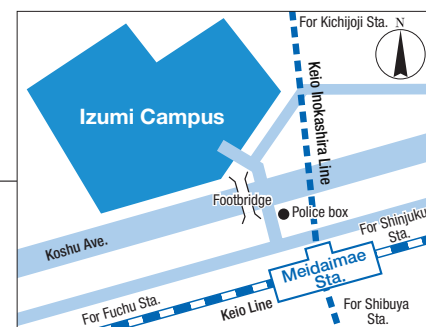 For Kichijoji Sta.
N
Keio Inokashira Line
Izumi Campus
Footbridge
Police box
Koshu Ave.
For Shinjuku
Sta.
Meidaimae
Sta.
For Fuchu Sta.
Keio Line
For Shibuya
Sta.